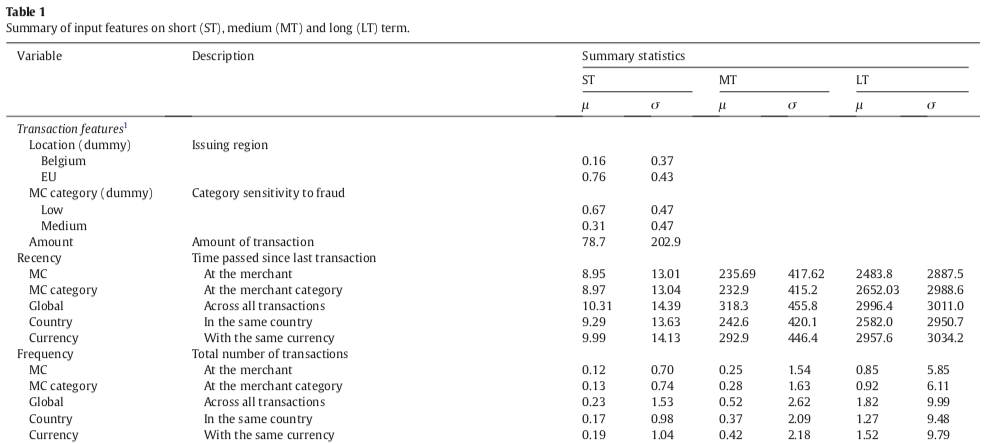 Table 1
Summary of input features on short (ST), medium (MT) and long (LT) term.
Variable Description Summary statistics
ST MT LT
μ σ μ σ μ σ
Transaction features1
Location (dummy) Issuing region
Belgium 0.16 0.37
EU 0.76 0.43
MC category (dummy) Category sensitivity to fraud
Low 0.67 0.47
Medium 0.31 0.47
Amount Amount of transaction 78.7 202.9
Recency Time passed since last transaction
MC At the merchant 8.95 13.01 235.69 417.62 2483.8 2887.5
MC category At the merchant category 8.97 13.04 232.9 415.2 2652.03 2988.6
Global Across all transactions 10.31 14.39 318.3 455.8 2996.4 3011.0
Country In the same country 9.29 13.63 242.6 420.1 2582.0 2950.7
Currency With the same currency 9.99 14.13 292.9 446.4 2957.6 3034.2
Frequency Total number of transactions
MC At the merchant 0.12 0.70 0.25 1.54 0.85 5.85
MC category At the merchant category 0.13 0.74 0.28 1.63 0.92 6.11
Global Across all transactions 0.23 1.53 0.52 2.62 1.82 9.99
Country In the same country 0.17 0.98 0.37 2.09 1.27 9.48
Currency With the same currency 0.19 1.04 0.42 2.18 1.52 9.79